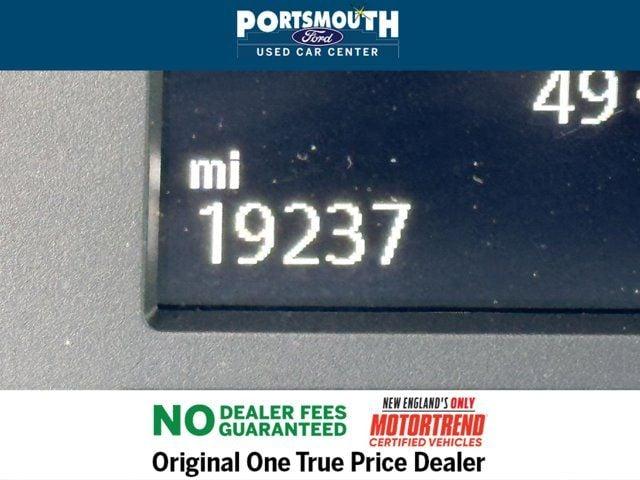 PORTSMOUTH
Ford
USED CAR CENTER
49
mi
19237
NO DEALER FEES GUARANTEED
NEW ENGLAND'S ONLY
MOTORTREND
CERTIFIED VEHICLES
Original One True Price Dealer